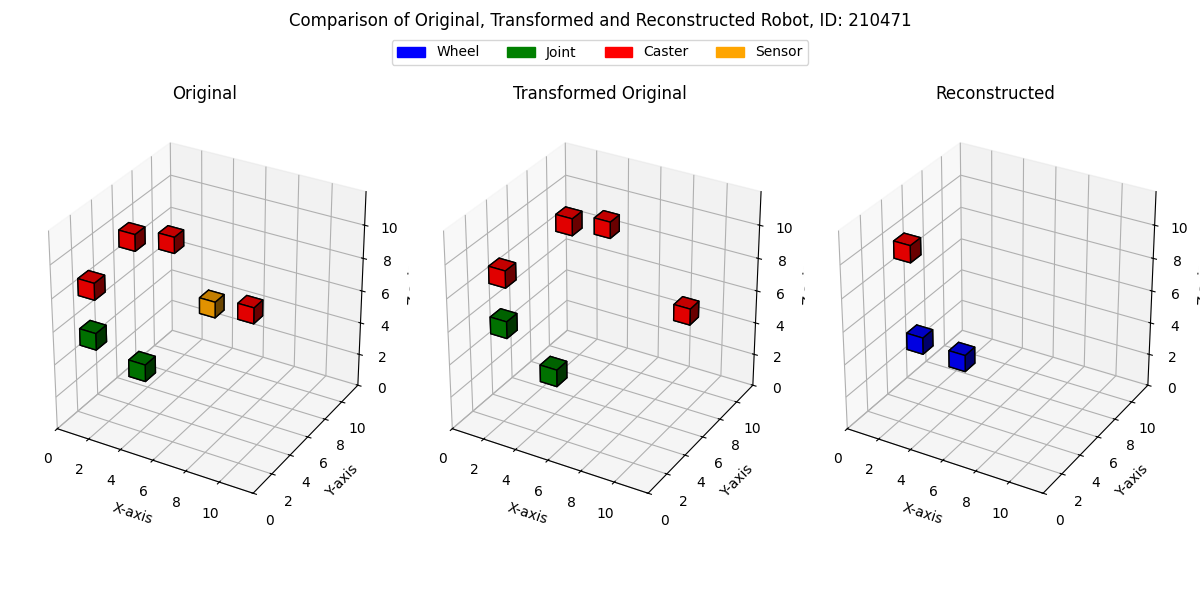 Comparison of Original, Transformed and Reconstructed Robot, ID: 210471
Wheel Joint Caster Sensor
Original Transformed Original Reconstructed
10 10 10
8 8 8
6 6 6
4 4 4
2 2 2
0 0 0
0 2 4 6 8 10 0 2 4 6 8 10 0 2 4 6 8 10
0 2 4 6 8 10 0 2 4 6 8 10 0 2 4 6 8 10
X-axis Y-axis X-axis Y-axis X-axis Y-axis